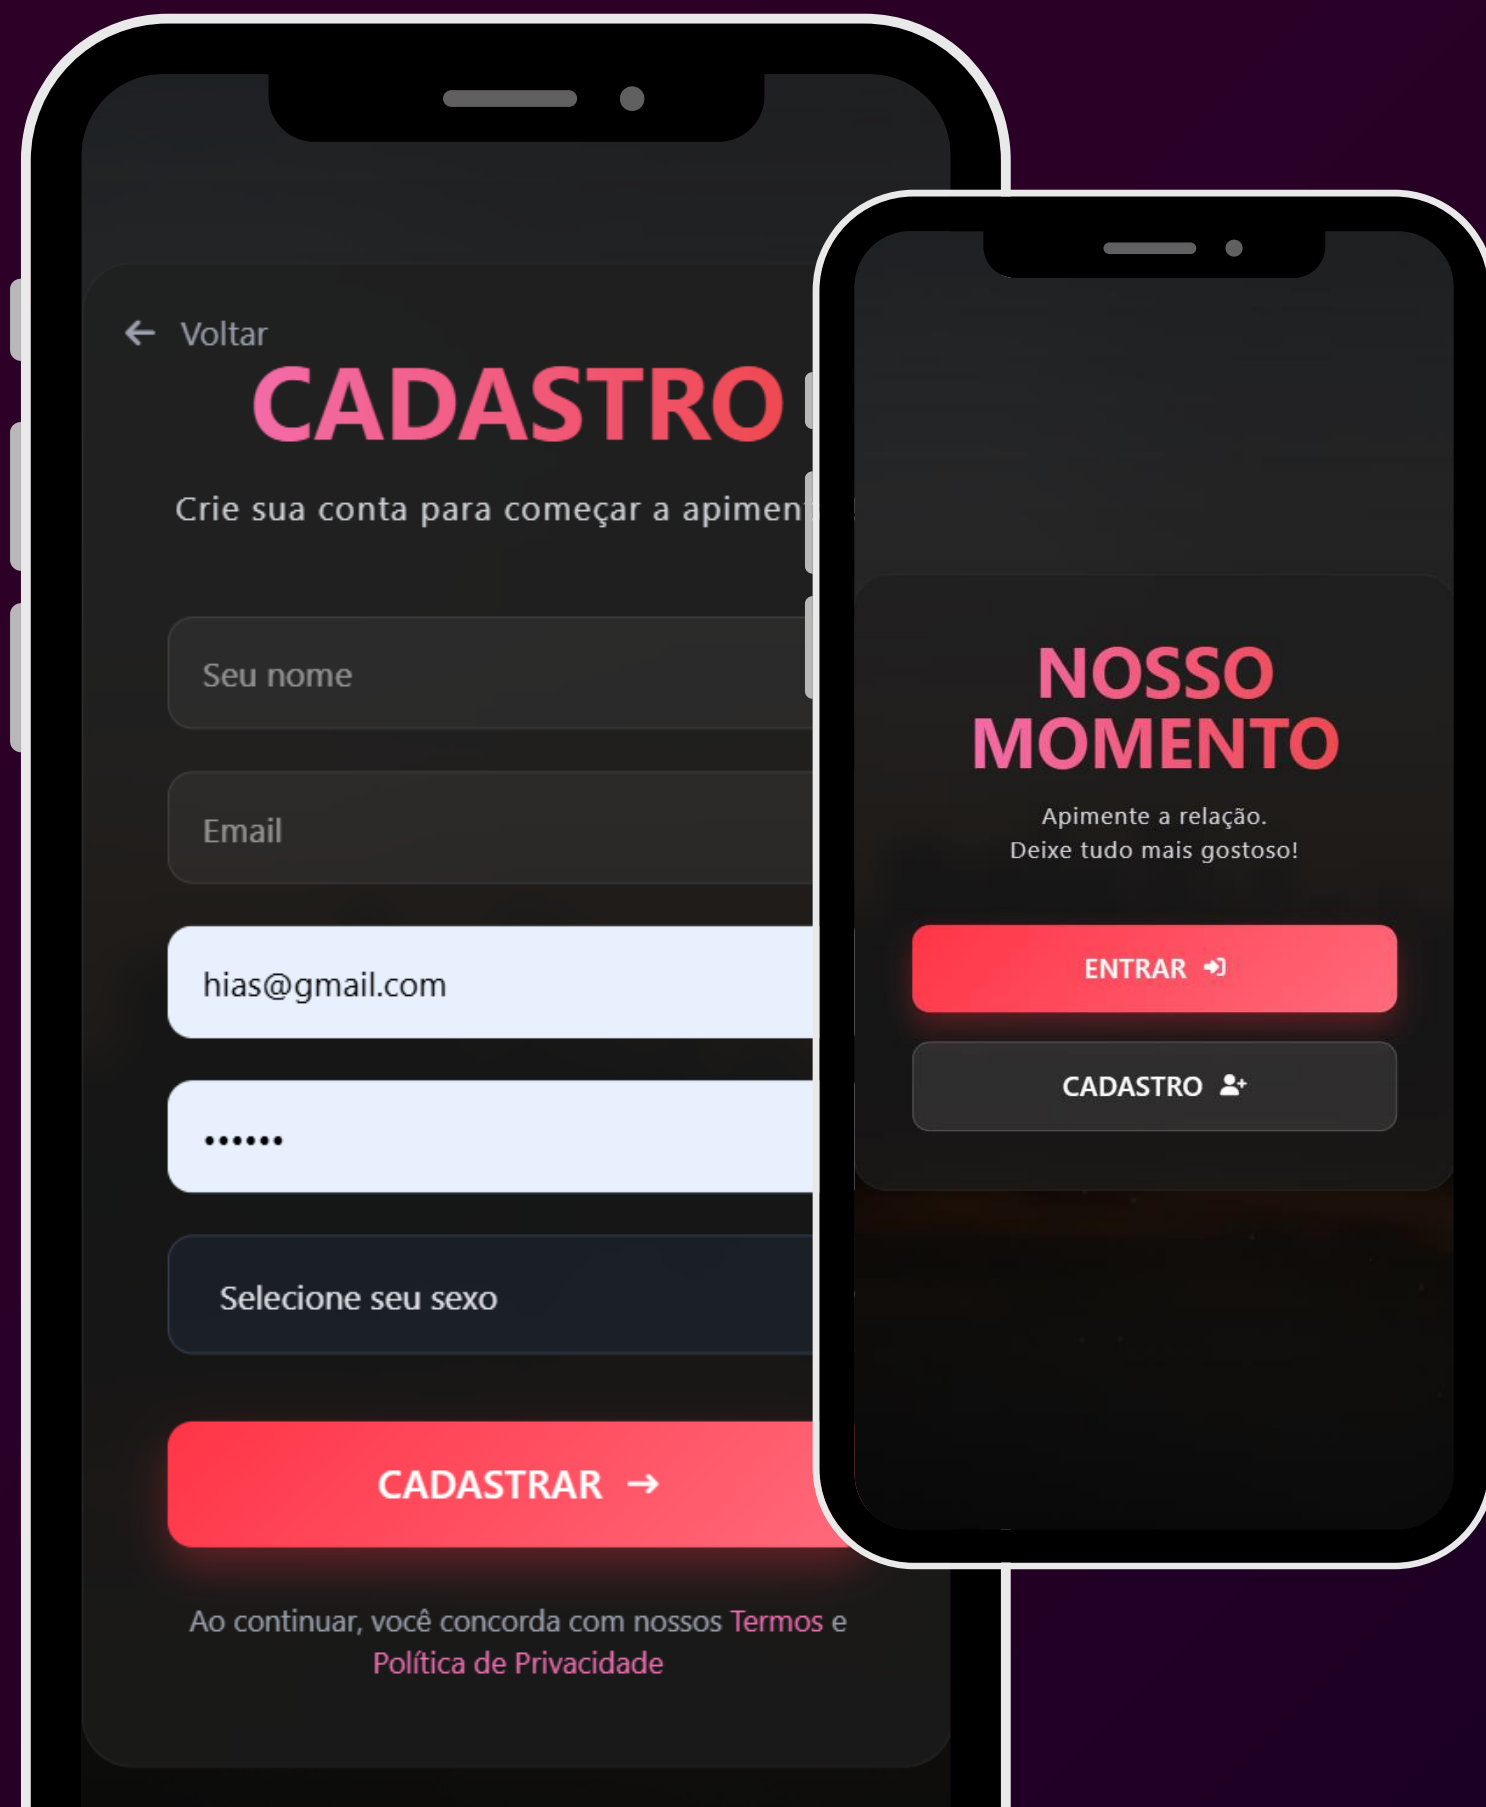 Voltar
CADASTRO
Crie sua conta para começar a
Seu nome
Email
hias@gmail.com
••••••
Selecione seu sexo
CADASTRAR →
Ao continuar, você concorda com nossos Termos e
Política de Privacidade
NOSSO
MOMENTO
Apimente a relação.
Deixe tudo mais gostoso!
ENTRAR
CADASTRO